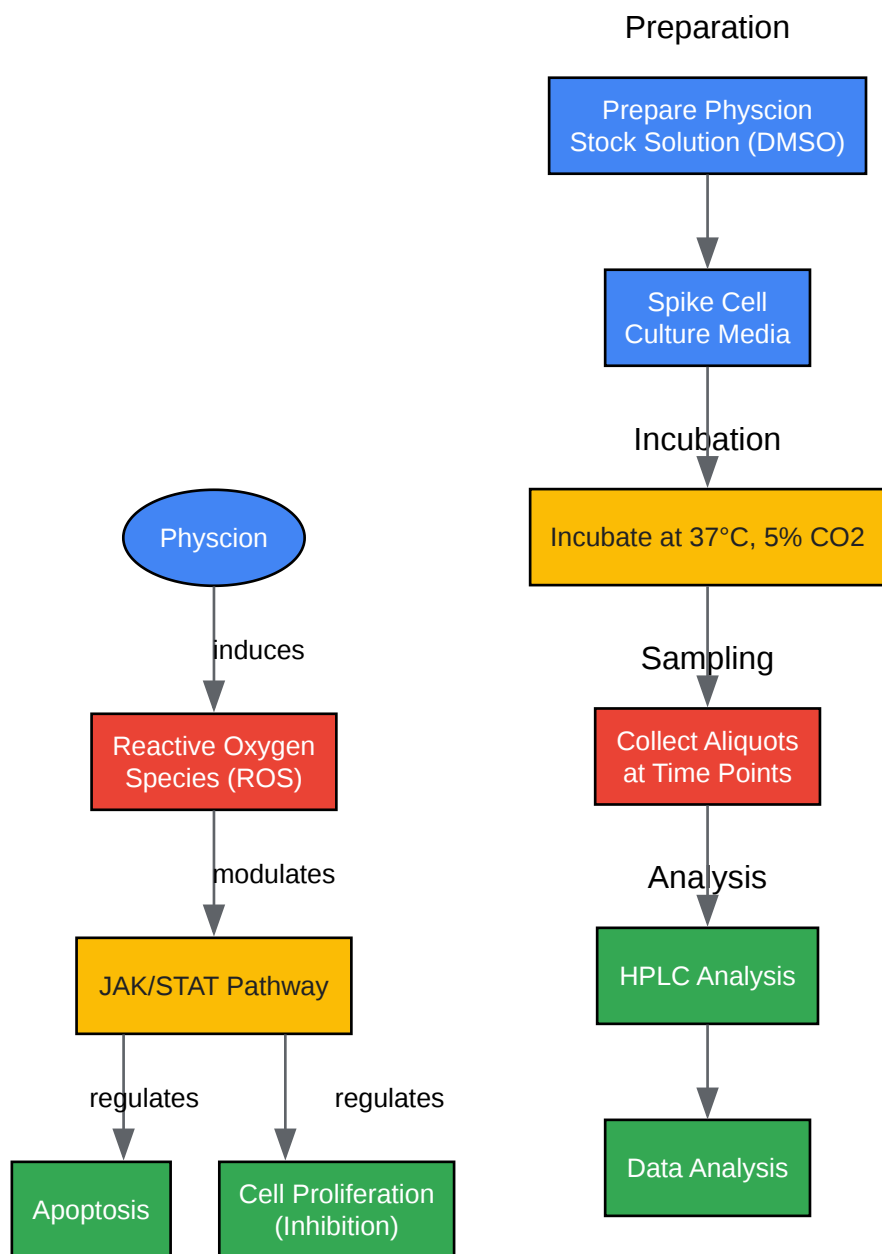 Preparation
Prepare Physcion
Stock Solution (DMSO)
Spike Cell
Culture Media
Incubation
Incubate at 37°C, 5% CO2
Sampling
Collect Aliquots
at Time Points
Analysis
HPLC Analysis
Data Analysis
Physcion
induces
Reactive Oxygen
Species (ROS)
modulates
JAK/STAT Pathway
regulates
regulates
Apoptosis
Cell Proliferation
(Inhibition)